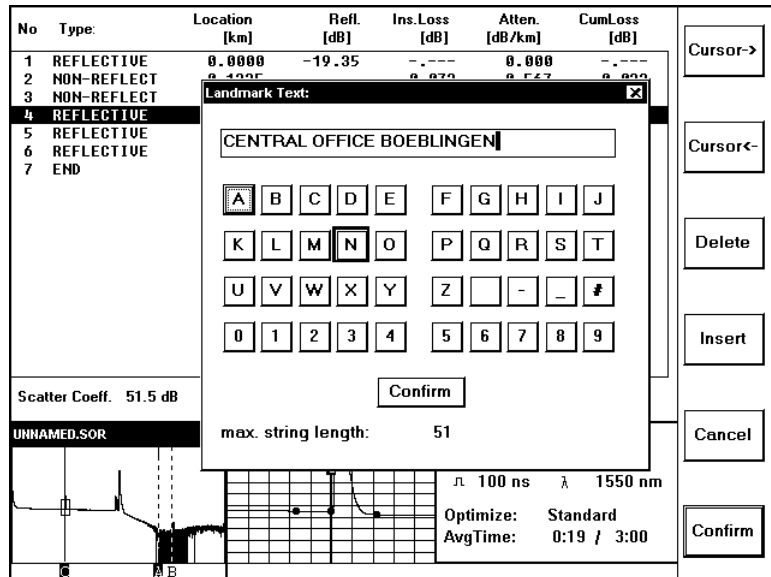 No Type: Location [km] Refl. [dB] Ins.Loss [dB] Atten. [dB/km] CumLoss [dB]
1 REFLECTIVE 0.0000 -19.35 -.--- 0.000 -.---
2 NON-REFLECT
3 NON-REFLECT
4 REFLECTIVE
5 REFLECTIVE
6 REFLECTIVE
7 END
Landmark Text:
CENTRAL OFFICE BOEBLINGEN
A B C D E F G H I J
K L M N O P Q R S T
U V W X Y Z - _ #
0 1 2 3 4 5 6 7 8 9
Confirm
max. string length: 51
Scatter Coeff. 51.5 dB
UNNAMED.SOR
100 ns λ 1550 nm
Optimize: Standard
AvgTime: 0:19 / 3:00
C A B
Cursor->
Cursor<-
Delete
Insert
Cancel
Confirm